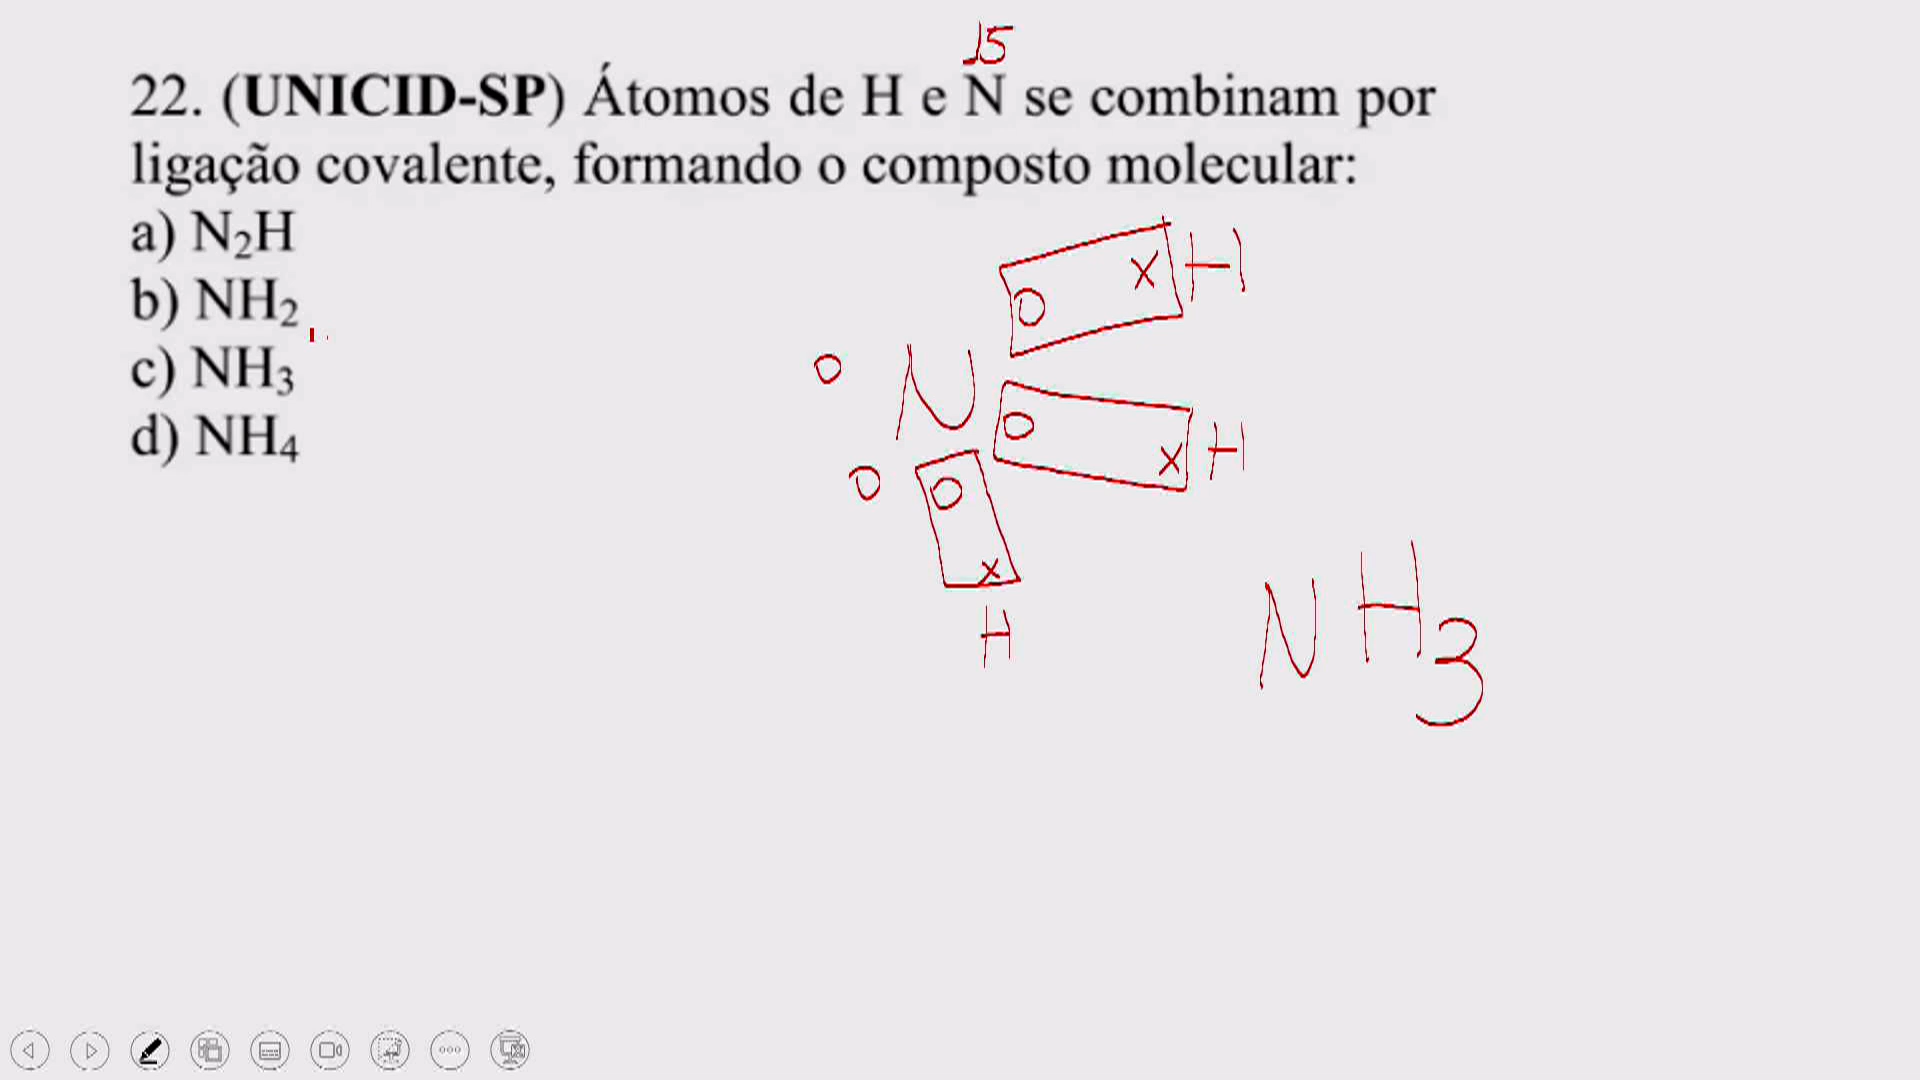 15
22. (UNICID-SP) Átomos de H e N se combinam por
ligação covalente, formando o composto molecular:
a) N₂H
b) NH₂
c) NH₃
d) NH₄
O X H
O N
O X H
O O
X
H
NH₃